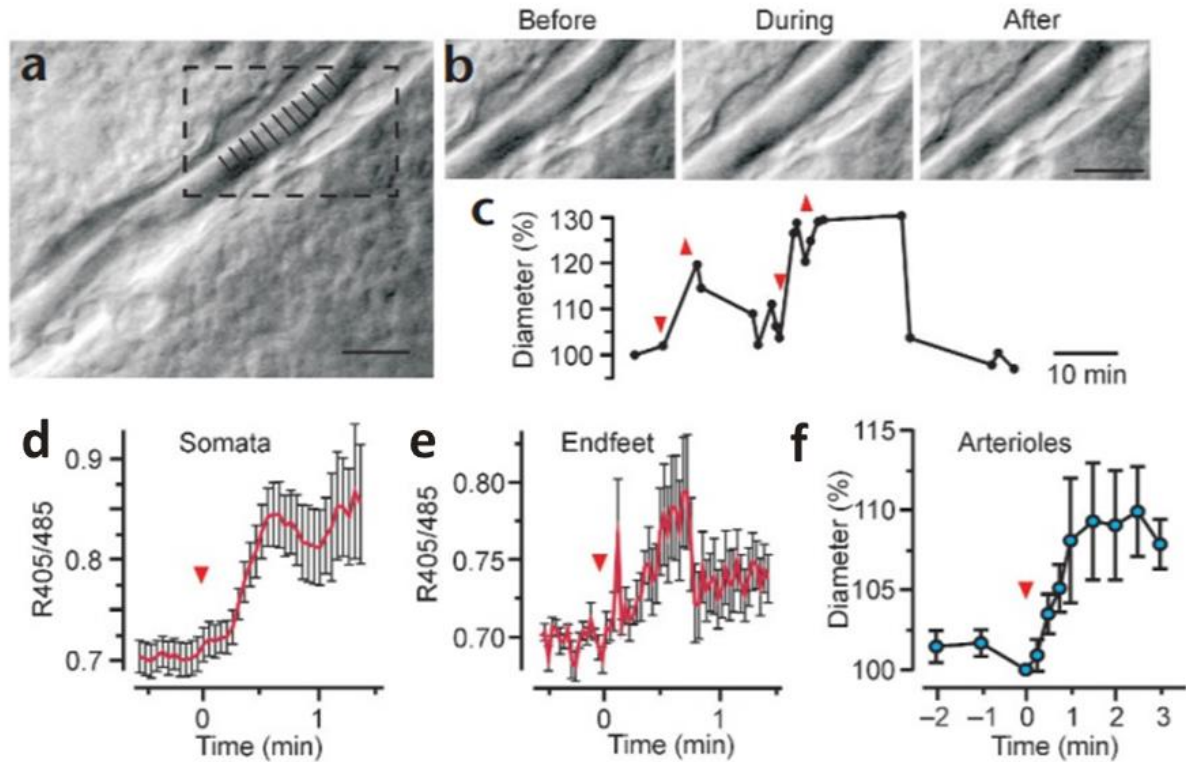 Before During After
a
b
c
Diameter (%)
130
120
110
100
10 min
d
Somata
R405/485
0.9
0.8
0.7
0 1
Time (min)
e
Endfeet
R405/485
0.80
0.75
0.70
0 1
Time (min)
f
Arterioles
Diameter (%)
115
110
105
100
–2 –1 0 1 2 3
Time (min)